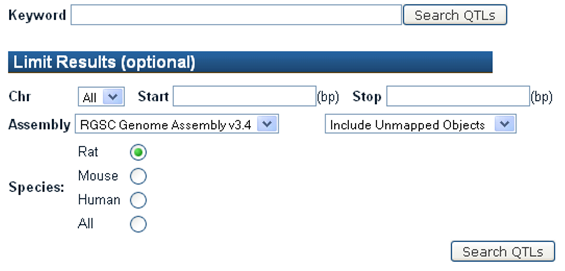 Keyword Search QTLs
Limit Results (optional)
Chr All Start (bp) Stop (bp)
Assembly RGSC Genome Assembly v3.4 Include Unmapped Objects
Rat
Mouse
Species:
Human
All
Search QTLs